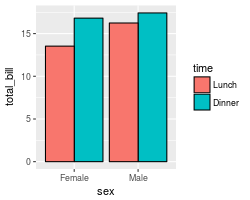 total_bill
15
10
5
0
Female
Male
sex
time
Lunch
Dinner